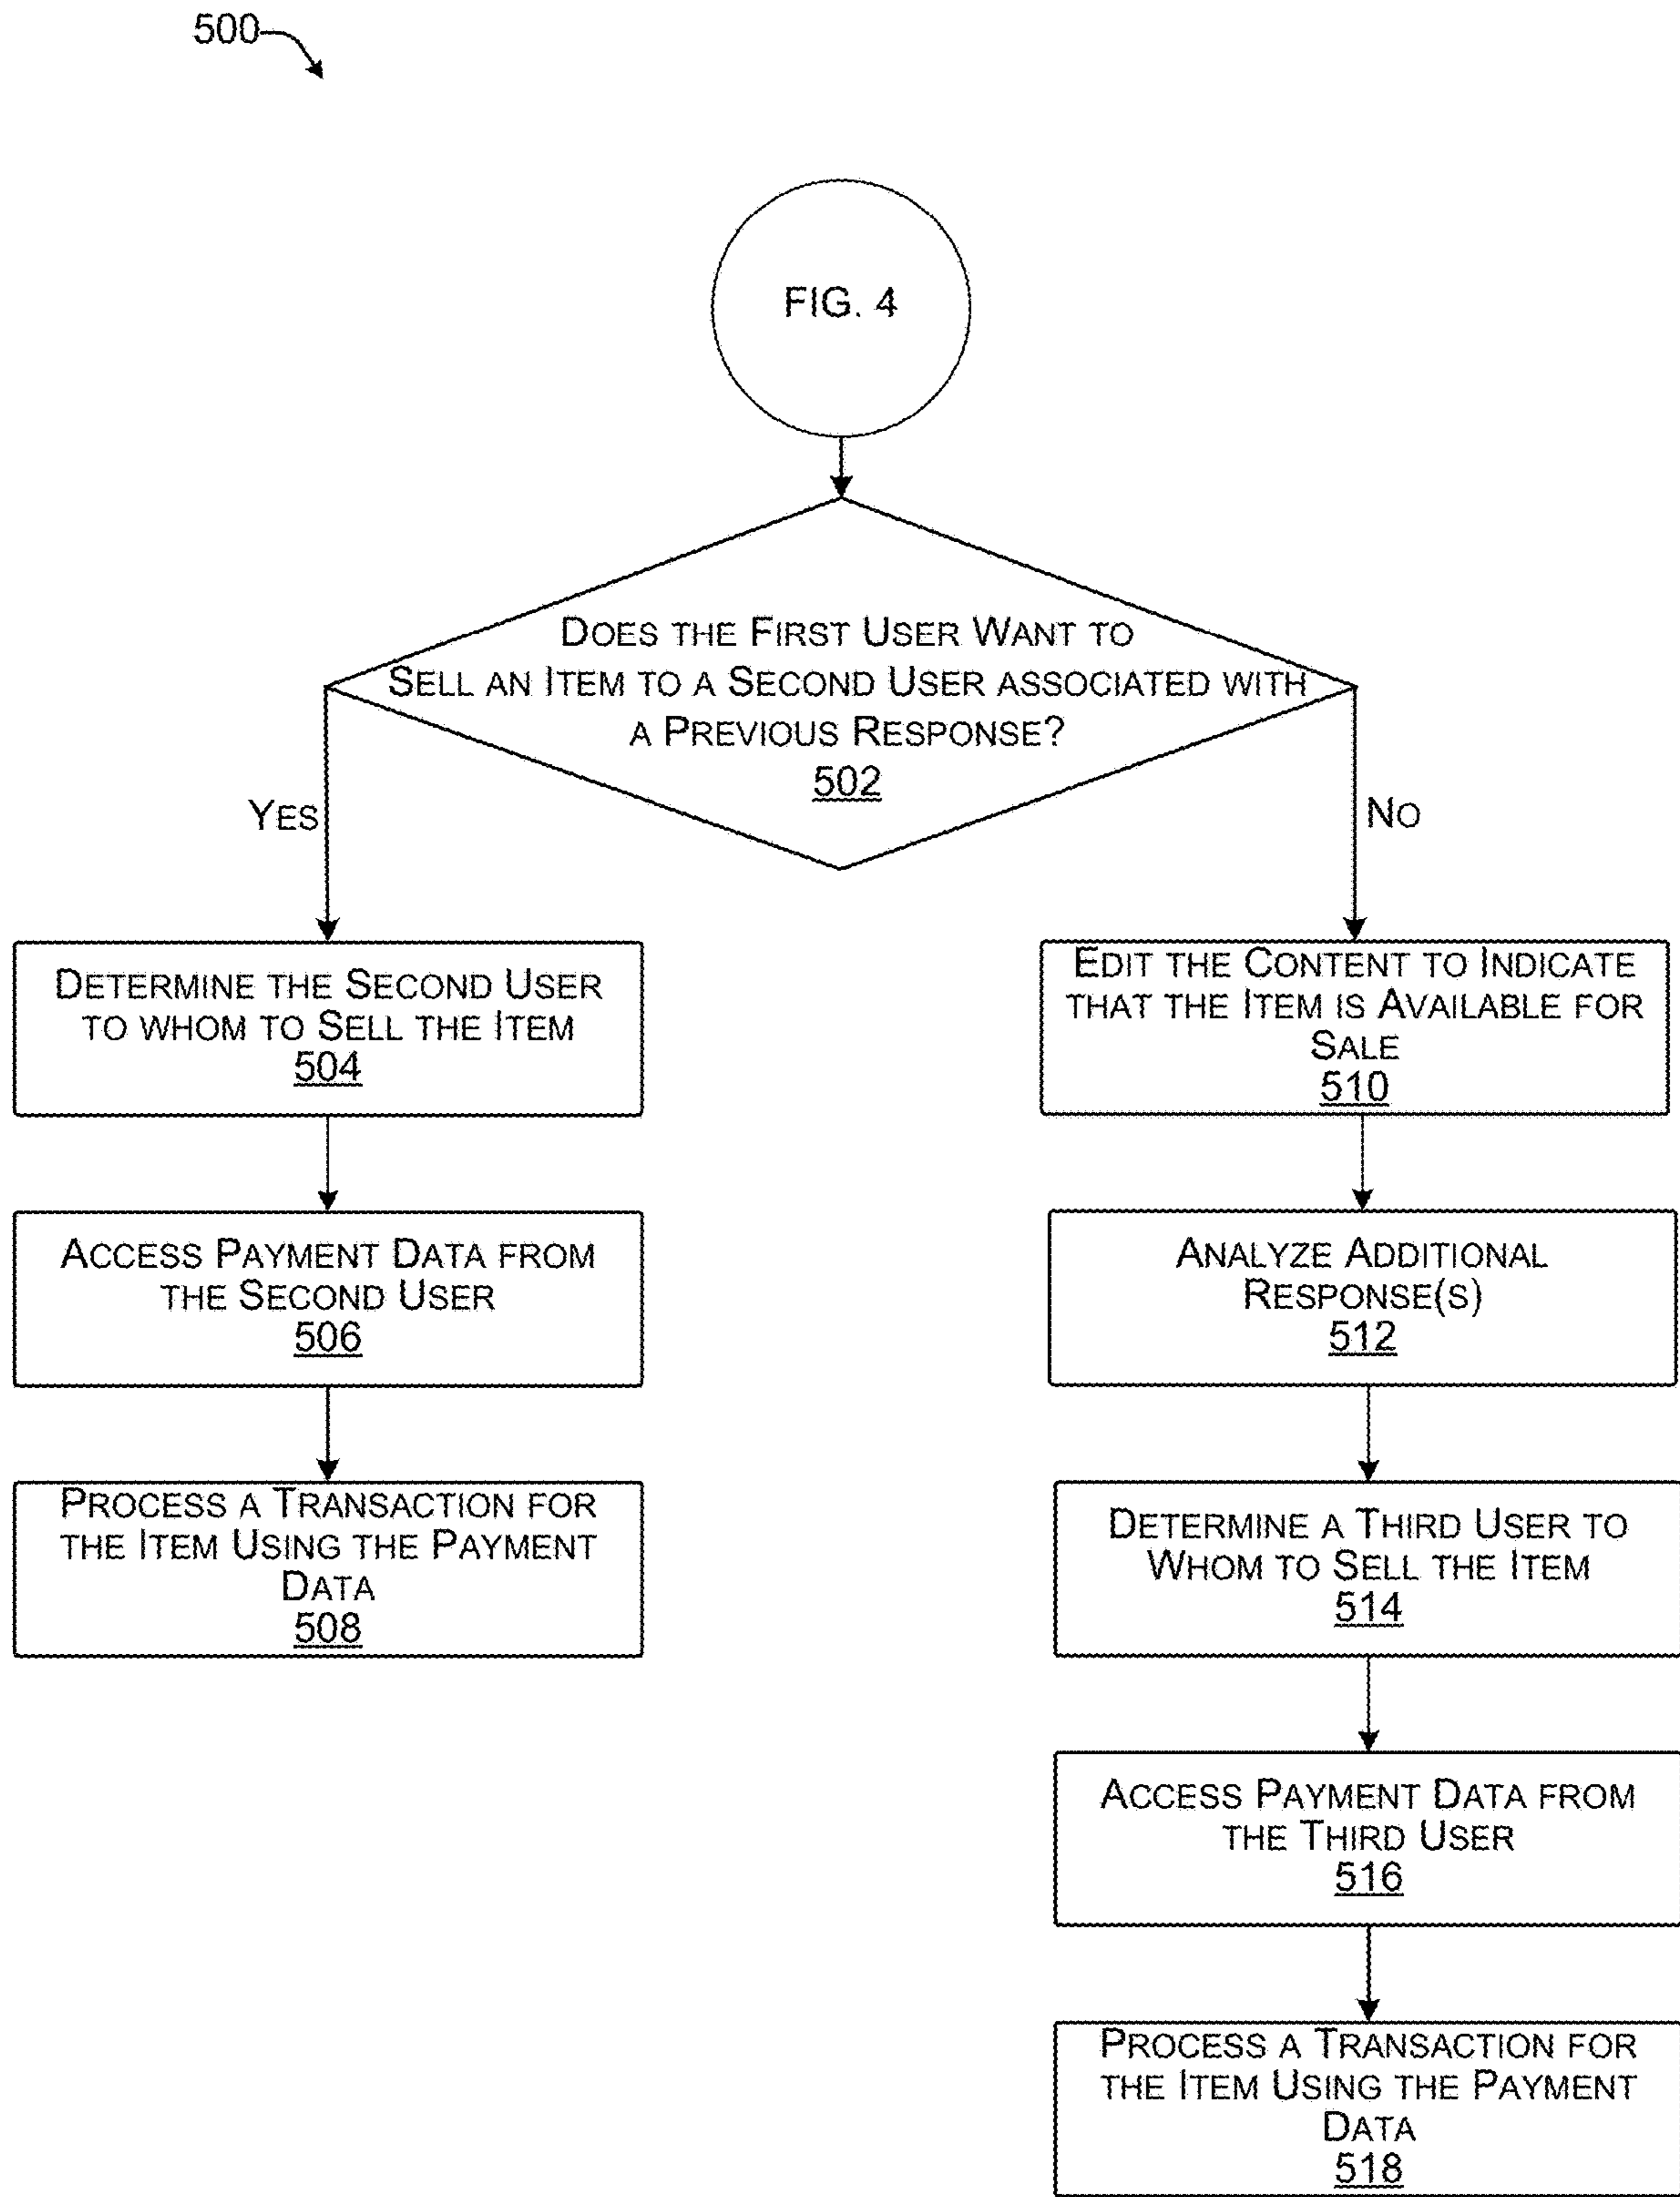 500
FIG. 4
DOES THE FIRST USER WANT TO
SELL AN ITEM TO A SECOND USER ASSOCIATED WITH
A PREVIOUS RESPONSE?
502
YES
NO
DETERMINE THE SECOND USER
TO WHOM TO SELL THE ITEM
504
ACCESS PAYMENT DATA FROM
THE SECOND USER
506
PROCESS A TRANSACTION FOR
THE ITEM USING THE PAYMENT
DATA
508
EDIT THE CONTENT TO INDICATE
THAT THE ITEM IS AVAILABLE FOR
SALE
510
ANALYZE ADDITIONAL
RESPONSE(S)
512
DETERMINE A THIRD USER TO
WHOM TO SELL THE ITEM
514
ACCESS PAYMENT DATA FROM
THE THIRD USER
516
PROCESS A TRANSACTION FOR
THE ITEM USING THE PAYMENT
DATA
518